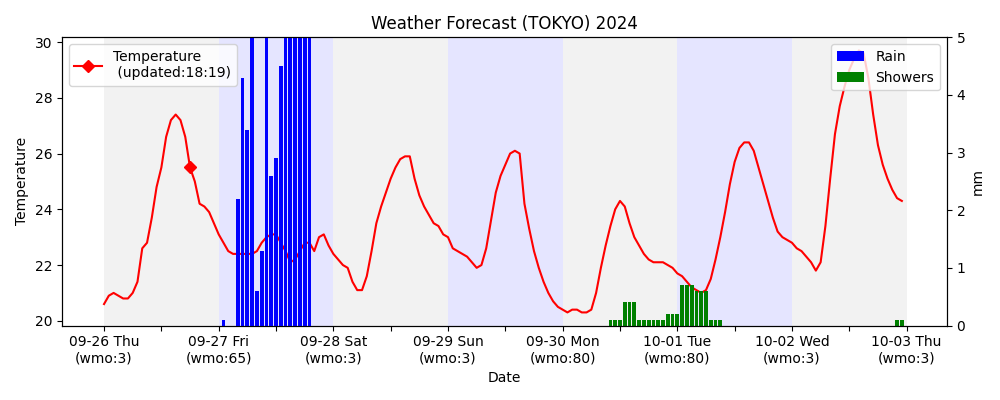 Weather Forecast (TOKYO) 2024
Temperature
(updated:18:19)
Rain
Showers
Temperature
30
28
26
24
22
20
5
4
3
2
1
0
mm
09-26 Thu
(wmo:3)
09-27 Fri
(wmo:65)
09-28 Sat
(wmo:3)
09-29 Sun
(wmo:3)
09-30 Mon
(wmo:80)
10-01 Tue
(wmo:80)
10-02 Wed
(wmo:3)
10-03 Thu
(wmo:3)
Date